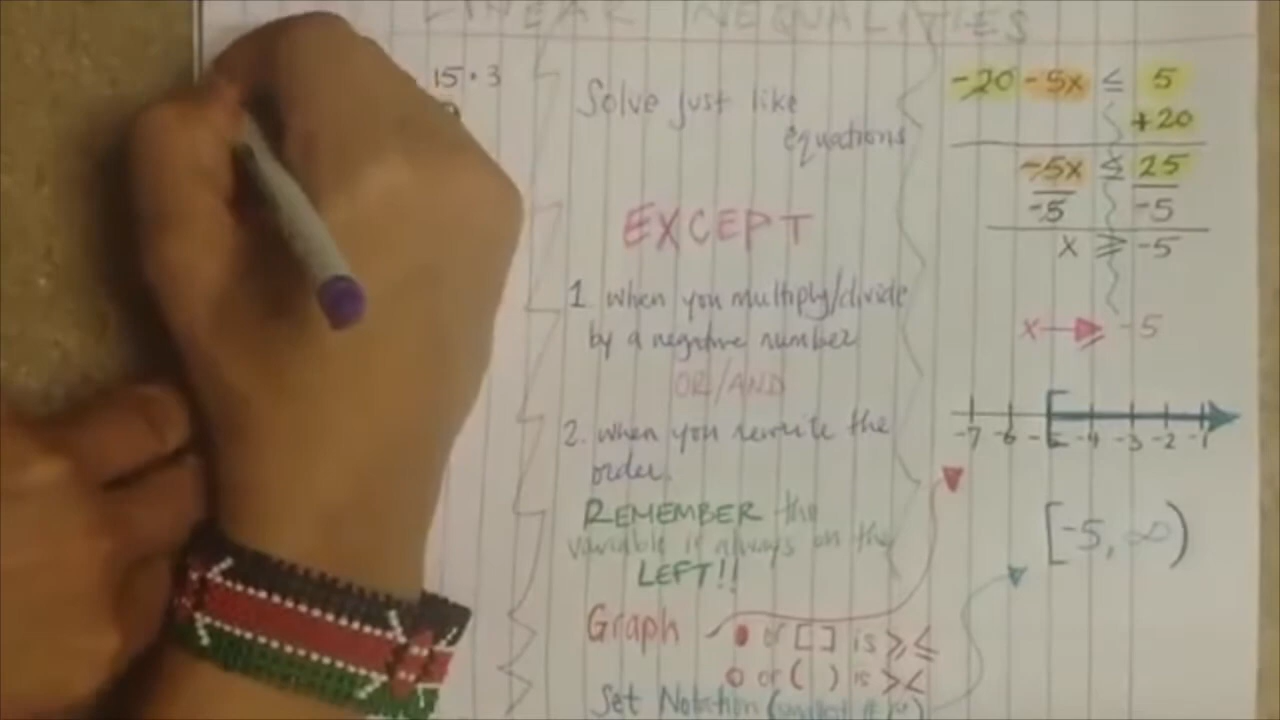 LINEAR INEQUALITIES
15 · 3
Solve just like
equations
EXCEPT
1 when you multiply/divide
by a negative number
OR/AND
2. when you rewrite the
order.
REMEMBER the
variable is always on the
LEFT!!
Graph
or [ ] is ≥ ≤
or ( ) is > <
Set Notation
-20 -5x ≤ 5
+20
-5x ≤ 25
-5 -5
x ≥ -5
x ≥ -5
-7 -6 -5 -4 -3 -2 -1
[-5, ∞)